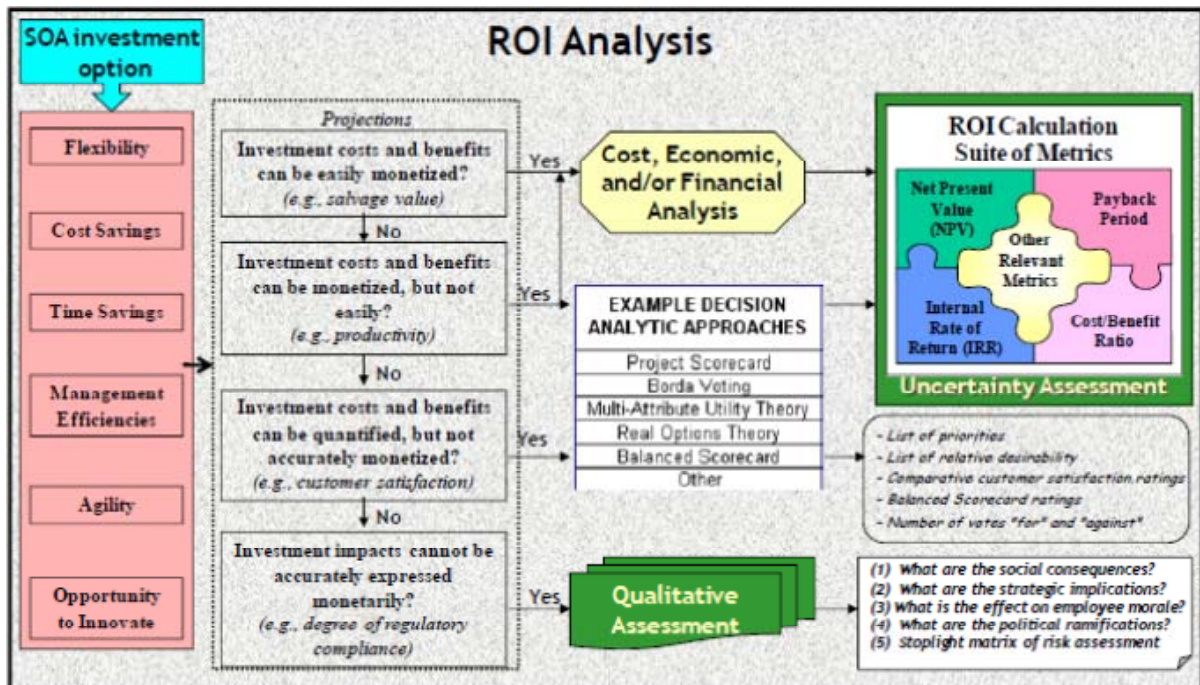 SOA investment
option
ROI Analysis
Flexibility
Cost Savings
Time Savings
Management
Efficiencies
Agility
Opportunity
to Innovate
Projections
Investment costs and benefits
can be easily monetized?
(e.g., salvage value)
Yes
No
Investment costs and benefits
can be monetized, but not
easily?
(e.g., productivity)
Yes
No
Investment costs and benefits
can be quantified, but not
accurately monetized?
(e.g., customer satisfaction)
Yes
No
Investment impacts cannot be
accurately expressed
monetarily?
(e.g., degree of regulatory
compliance)
Yes
Cost, Economic,
and/or Financial
Analysis
EXAMPLE DECISION
ANALYTIC APPROACHES
Project Scorecard
Borda Voting
Multi-Attribute Utility Theory
Real Options Theory
Balanced Scorecard
Other
Qualitative
Assessment
ROI Calculation
Suite of Metrics
Net Present
Value
(NPV)
Payback
Period
Other
Relevant
Metrics
Internal
Rate of
Return (IRR)
Cost/Benefit
Ratio
Uncertainty Assessment
- List of priorities
- List of relative desirability
- Comparative customer satisfaction ratings
- Balanced Scorecard ratings
- Number of votes "for" and "against"
(1) What are the social consequences?
(2) What are the strategic implications?
(3) What is the effect on employee morale?
(4) What are the political ramifications?
(5) Stoplight matrix of risk assessment